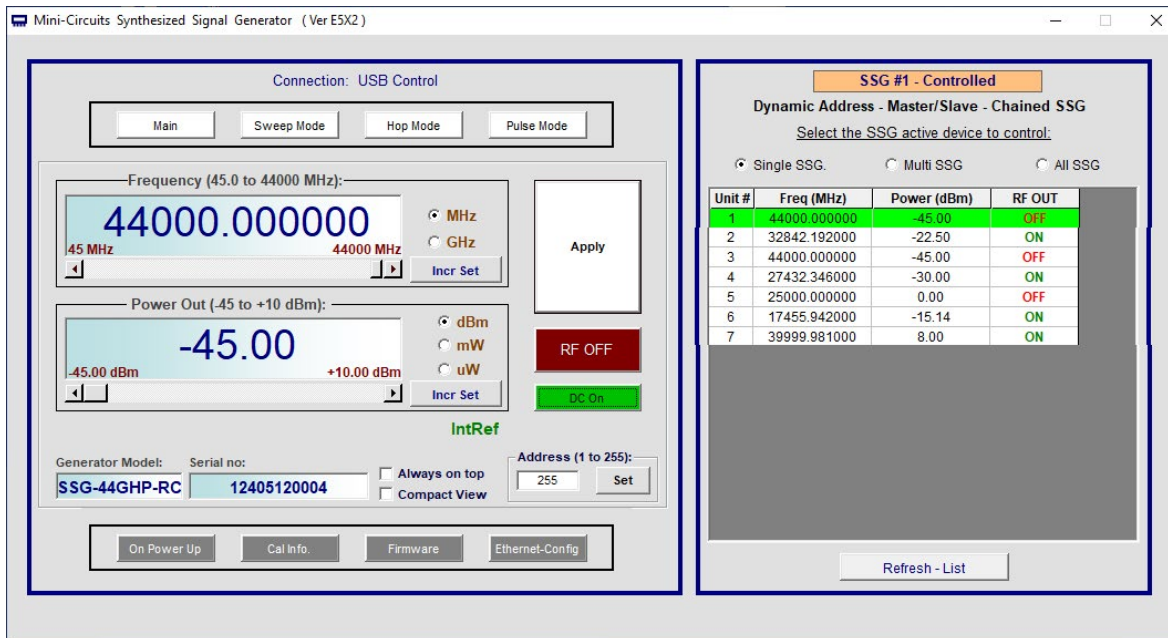 Mini-Circuits Synthesized Signal Generator ( Ver E5X2 )
Connection: USB Control
Main Sweep Mode Hop Mode Pulse Mode
Frequency (45.0 to 44000 MHz):
44000.000000
45 MHz 44000 MHz
MHz
GHz
Incr Set
Apply
Power Out (-45 to +10 dBm):
-45.00
-45.00 dBm +10.00 dBm
dBm
mW
uW
Incr Set
RF OFF
DC On
IntRef
Generator Model: Serial no:
SSG-44GHP-RC 12405120004
Always on top
Compact View
Address (1 to 255):
255 Set
On Power Up Cal Info. Firmware Ethernet-Config
SSG #1 - Controlled
Dynamic Address - Master/Slave - Chained SSG
Select the SSG active device to control:
Single SSG. Multi SSG All SSG
Unit # Freq (MHz) Power (dBm) RF OUT
1 44000.000000 -45.00 OFF
2 32842.192000 -22.50 ON
3 44000.000000 -45.00 OFF
4 27432.346000 -30.00 ON
5 25000.000000 0.00 OFF
6 17455.942000 -15.14 ON
7 39999.981000 8.00 ON
Refresh - List